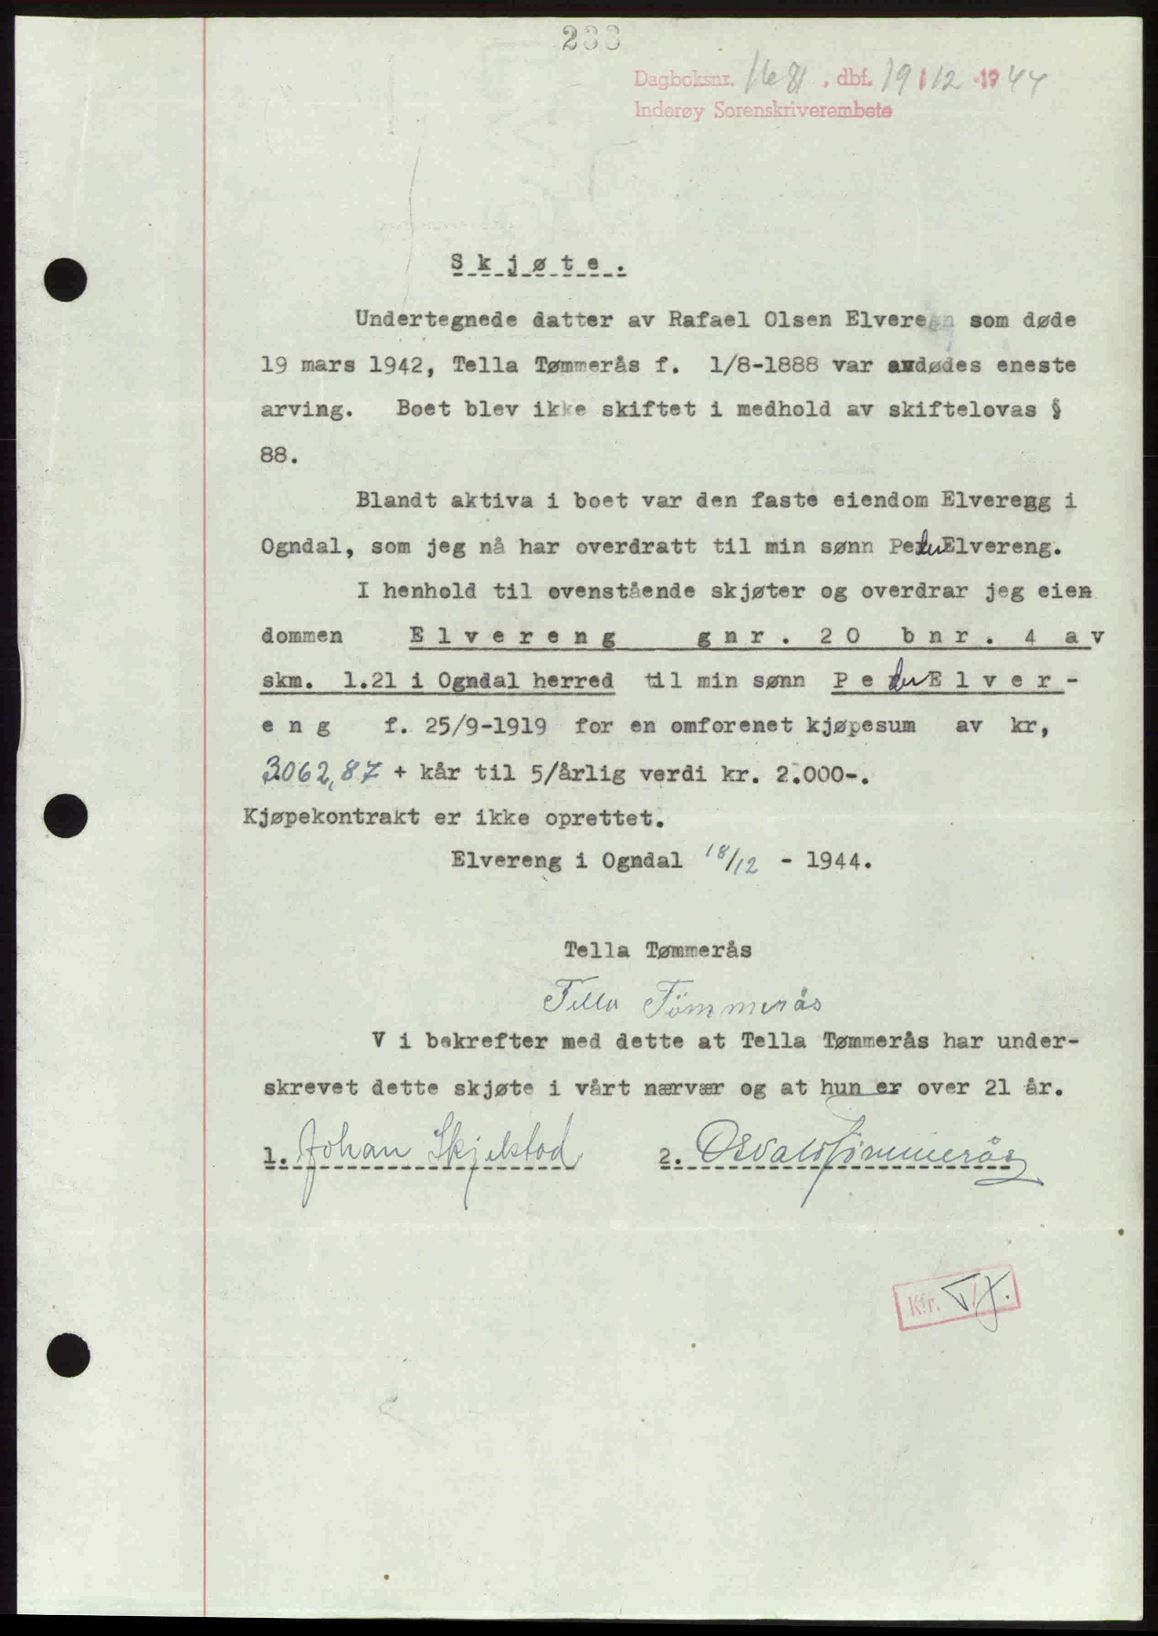 233
Dagboksnr. 1681, dbf. 19/12-1944
Inderøy Sorenskriverembete
Skjøte.
Undertegnede datter av Rafael Olsen Elveregn som døde
19 mars 1942, Tella Tømmerås f. 1/8-1888 var avdødes eneste
arving. Boet blev ikke skiftet i medhold av skiftelovas §
88.
Blandt aktiva i boet var den faste eiendom Elvereng i
Ogndal, som jeg nå har overdratt til min sønn Peder Elvereng.
I henhold til ovenstående skjøter og overdrar jeg eien
dommen Elvereng gnr. 20 bnr. 4 av
skm. 1.21 i Ogndal herred til min sønn Peder Elver-
eng f. 25/9-1919 for en omforenet kjøpesum av kr,
3062,87 + kår til 5/årlig verdi kr. 2.000-.
Kjøpekontrakt er ikke oprettet.
Elvereng i Ogndal 18/12 - 1944.
Tella Tømmerås
Tella Tömmerås
V i bekrefter med dette at Tella Tømmerås har under-
skrevet dette skjøte i vårt nærvær og at hun er over 21 år.
1. Johan Skjelstad 2. Osvald Tömmerås
Kfr.